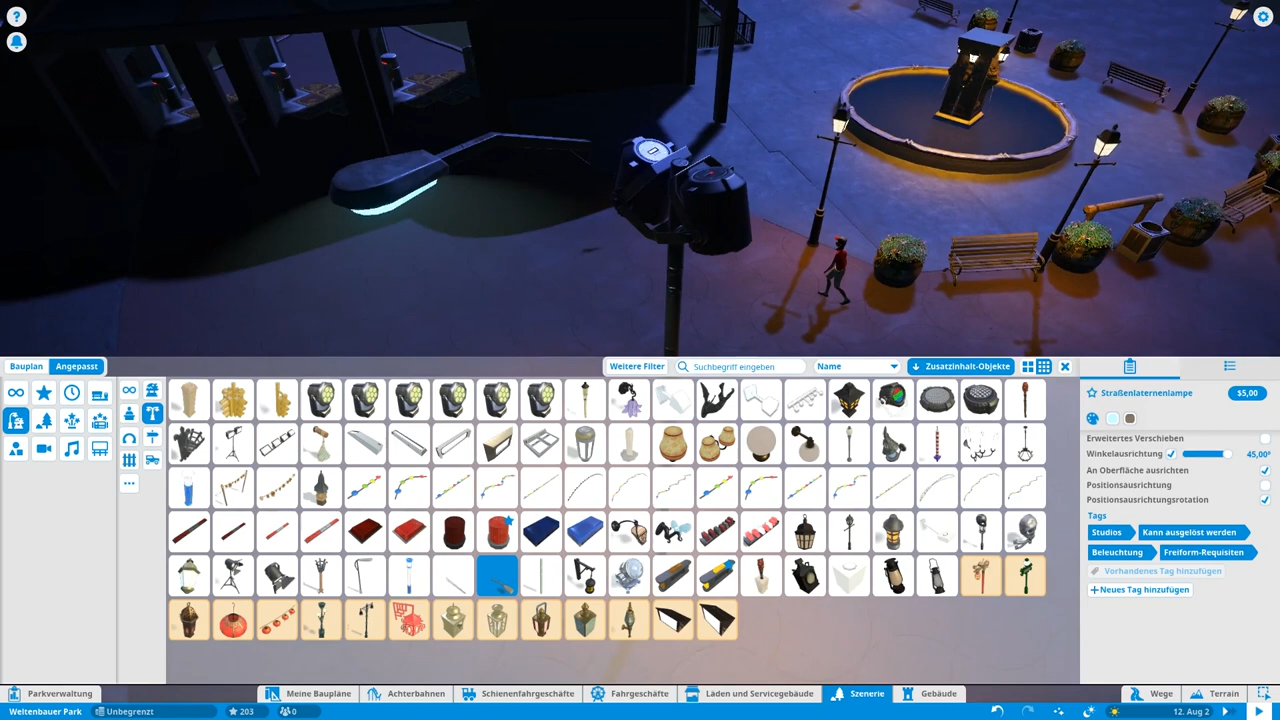 ?
Bauplan
Angepasst
Weitere Filter
Suchbegriff eingeben
Name
Zusatzinhalt-Objekte
Straßenlaternenlampe
$5,00
Erweitertes Verschieben
Winkelausrichtung
45,00°
An Oberfläche ausrichten
Positionsausrichtung
Positionsausrichtungsrotation
Tags
Studios
Kann ausgelöst werden
Beleuchtung
Freiform-Requisiten
Vorhandenes Tag hinzufügen
+Neues Tag hinzufügen
Parkverwaltung
Meine Baupläne
Achterbahnen
Schienenfahrgeschäfte
Fahrgeschäfte
Läden und Servicegebäude
Szenerie
Gebäude
Wege
Terrain
Weltenbauer Park
Unbegrenzt
203
0
12. Aug 2